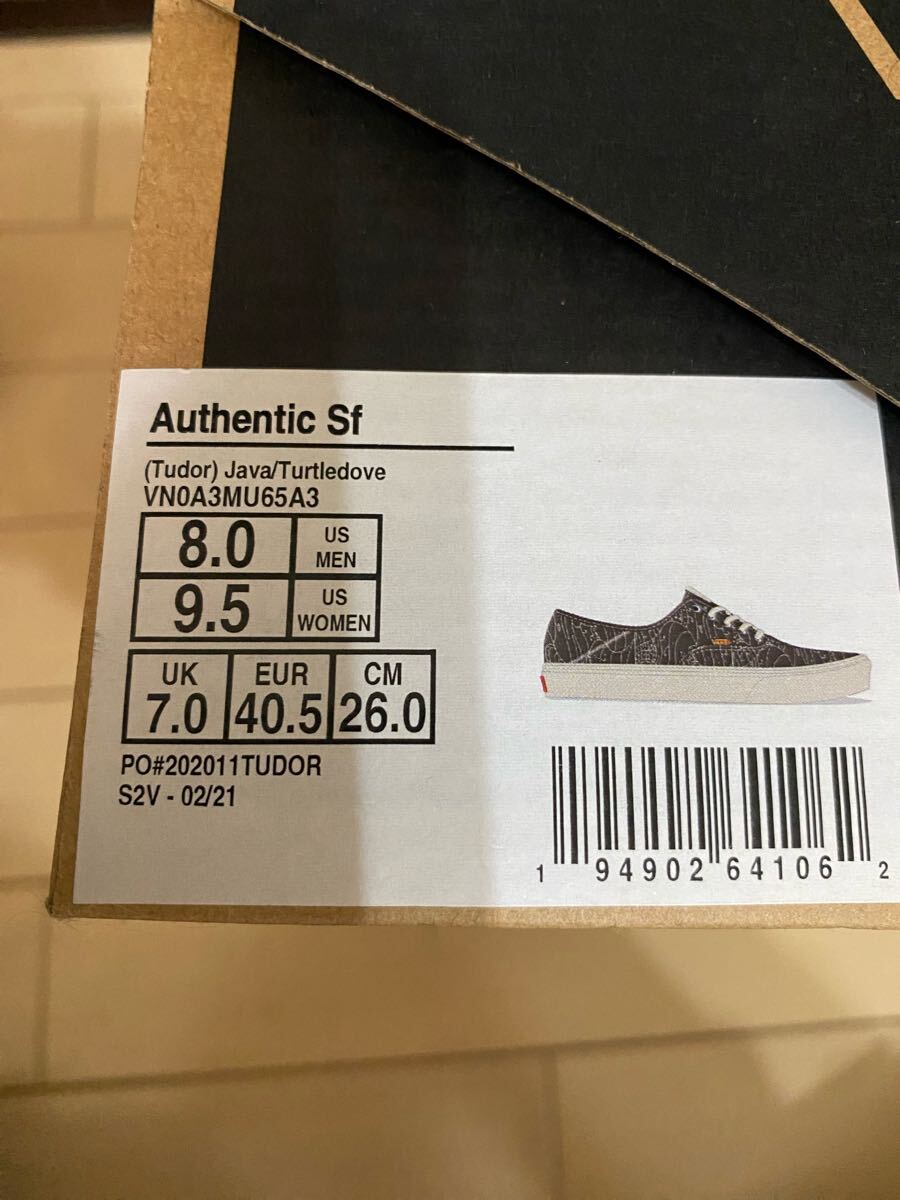 Authentic Sf
(Tudor) Java/Turtledove
VN0A3MU65A3
8.0 US MEN
9.5 US WOMEN
UK EUR CM
7.0 40.5 26.0
PO#202011TUDOR
S2V - 02/21
VANS
1 94902 64106 2